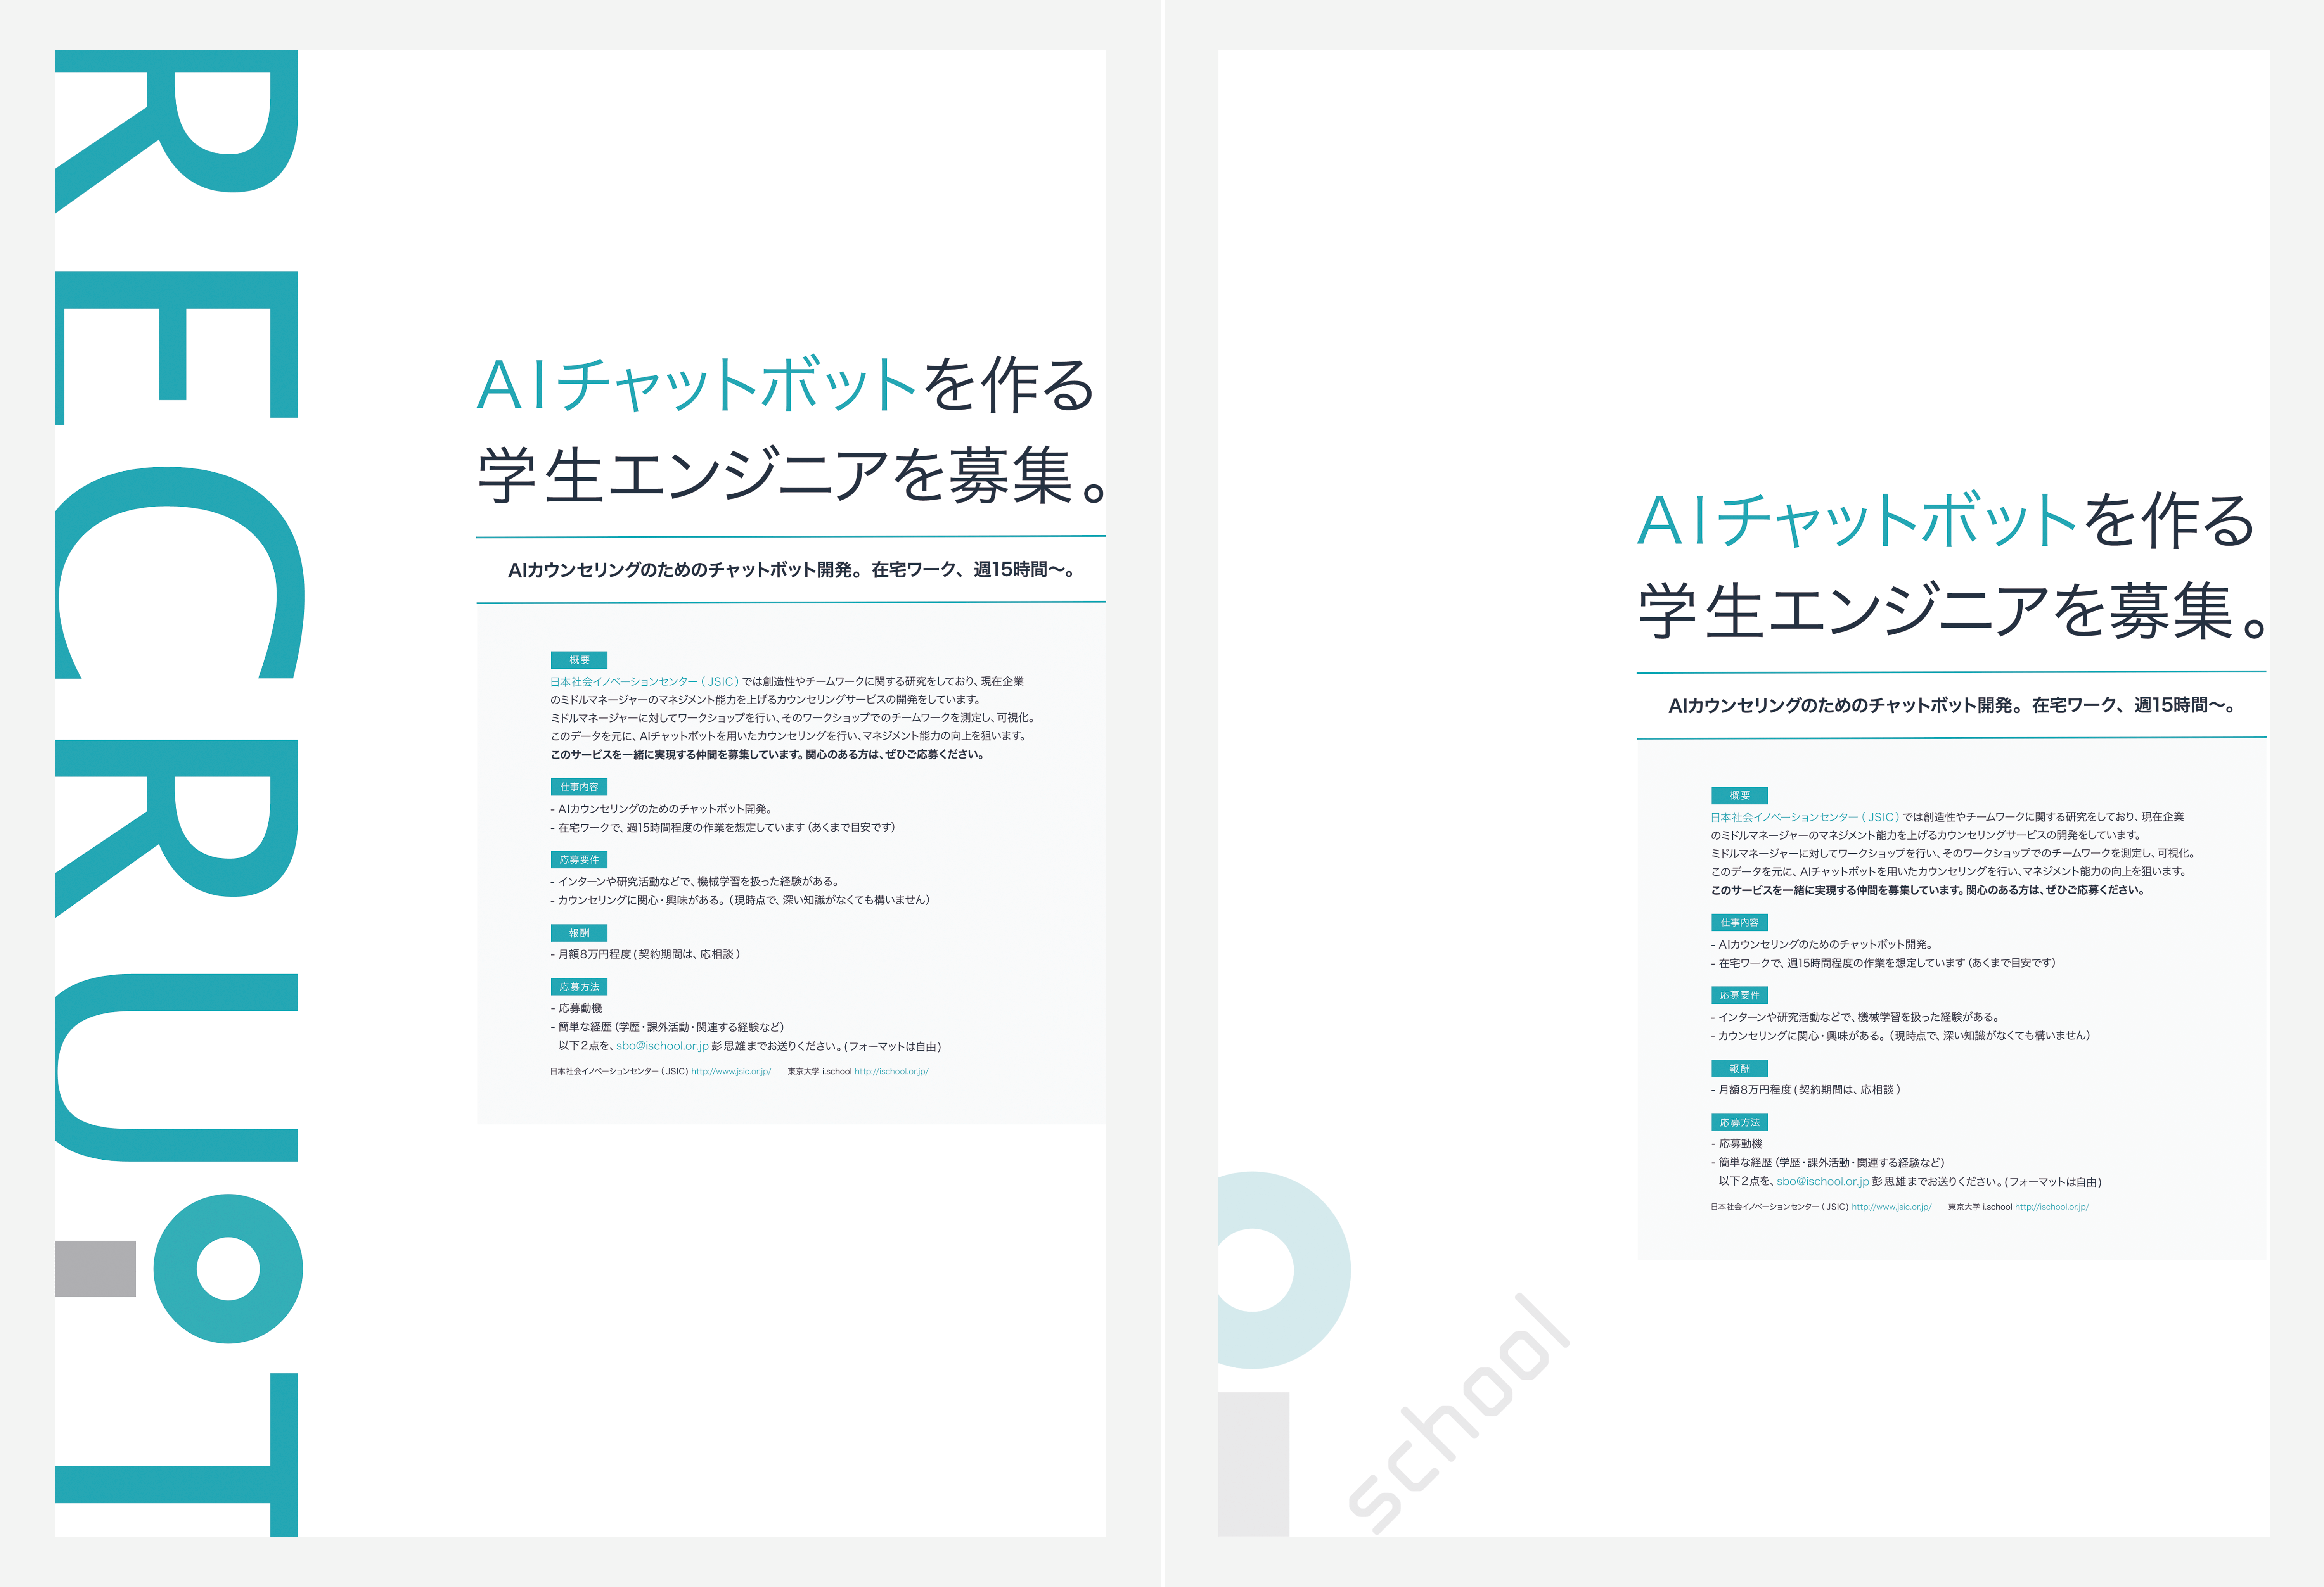 RECRUiT
AIチャットボットを作る
学生エンジニアを募集。
AIカウンセリングのためのチャットボット開発。在宅ワーク、週15時間〜。
概要
日本社会イノベーションセンター（JSIC）では創造性やチームワークに関する研究をしており、現在企業
のミドルマネージャーのマネジメント能力を上げるカウンセリングサービスの開発をしています。
ミドルマネージャーに対してワークショップを行い、そのワークショップでのチームワークを測定し、可視化。
このデータを元に、AIチャットボットを用いたカウンセリングを行い、マネジメント能力の向上を狙います。
このサービスを一緒に実現する仲間を募集しています。関心のある方は、ぜひご応募ください。
仕事内容
- AIカウンセリングのためのチャットボット開発。
- 在宅ワークで、週15時間程度の作業を想定しています（あくまで目安です）
応募要件
- インターンや研究活動などで、機械学習を扱った経験がある。
- カウンセリングに関心・興味がある。（現時点で、深い知識がなくても構いません）
報酬
- 月額8万円程度（契約期間は、応相談）
応募方法
- 応募動機
- 簡単な経歴（学歴・課外活動・関連する経験など）
以下2点を、sbo@ischool.or.jp 彭思雄までお送りください。（フォーマットは自由）
日本社会イノベーションセンター（JSIC）http://www.jsic.or.jp/ 東京大学 i.school http://ischool.or.jp/
AIチャットボットを作る
学生エンジニアを募集。
AIカウンセリングのためのチャットボット開発。在宅ワーク、週15時間〜。
概要
日本社会イノベーションセンター（JSIC）では創造性やチームワークに関する研究をしており、現在企業
のミドルマネージャーのマネジメント能力を上げるカウンセリングサービスの開発をしています。
ミドルマネージャーに対してワークショップを行い、そのワークショップでのチームワークを測定し、可視化。
このデータを元に、AIチャットボットを用いたカウンセリングを行い、マネジメント能力の向上を狙います。
このサービスを一緒に実現する仲間を募集しています。関心のある方は、ぜひご応募ください。
仕事内容
- AIカウンセリングのためのチャットボット開発。
- 在宅ワークで、週15時間程度の作業を想定しています（あくまで目安です）
応募要件
- インターンや研究活動などで、機械学習を扱った経験がある。
- カウンセリングに関心・興味がある。（現時点で、深い知識がなくても構いません）
報酬
- 月額8万円程度（契約期間は、応相談）
応募方法
- 応募動機
- 簡単な経歴（学歴・課外活動・関連する経験など）
以下2点を、sbo@ischool.or.jp 彭思雄までお送りください。（フォーマットは自由）
日本社会イノベーションセンター（JSIC）http://www.jsic.or.jp/ 東京大学 i.school http://ischool.or.jp/
i
school